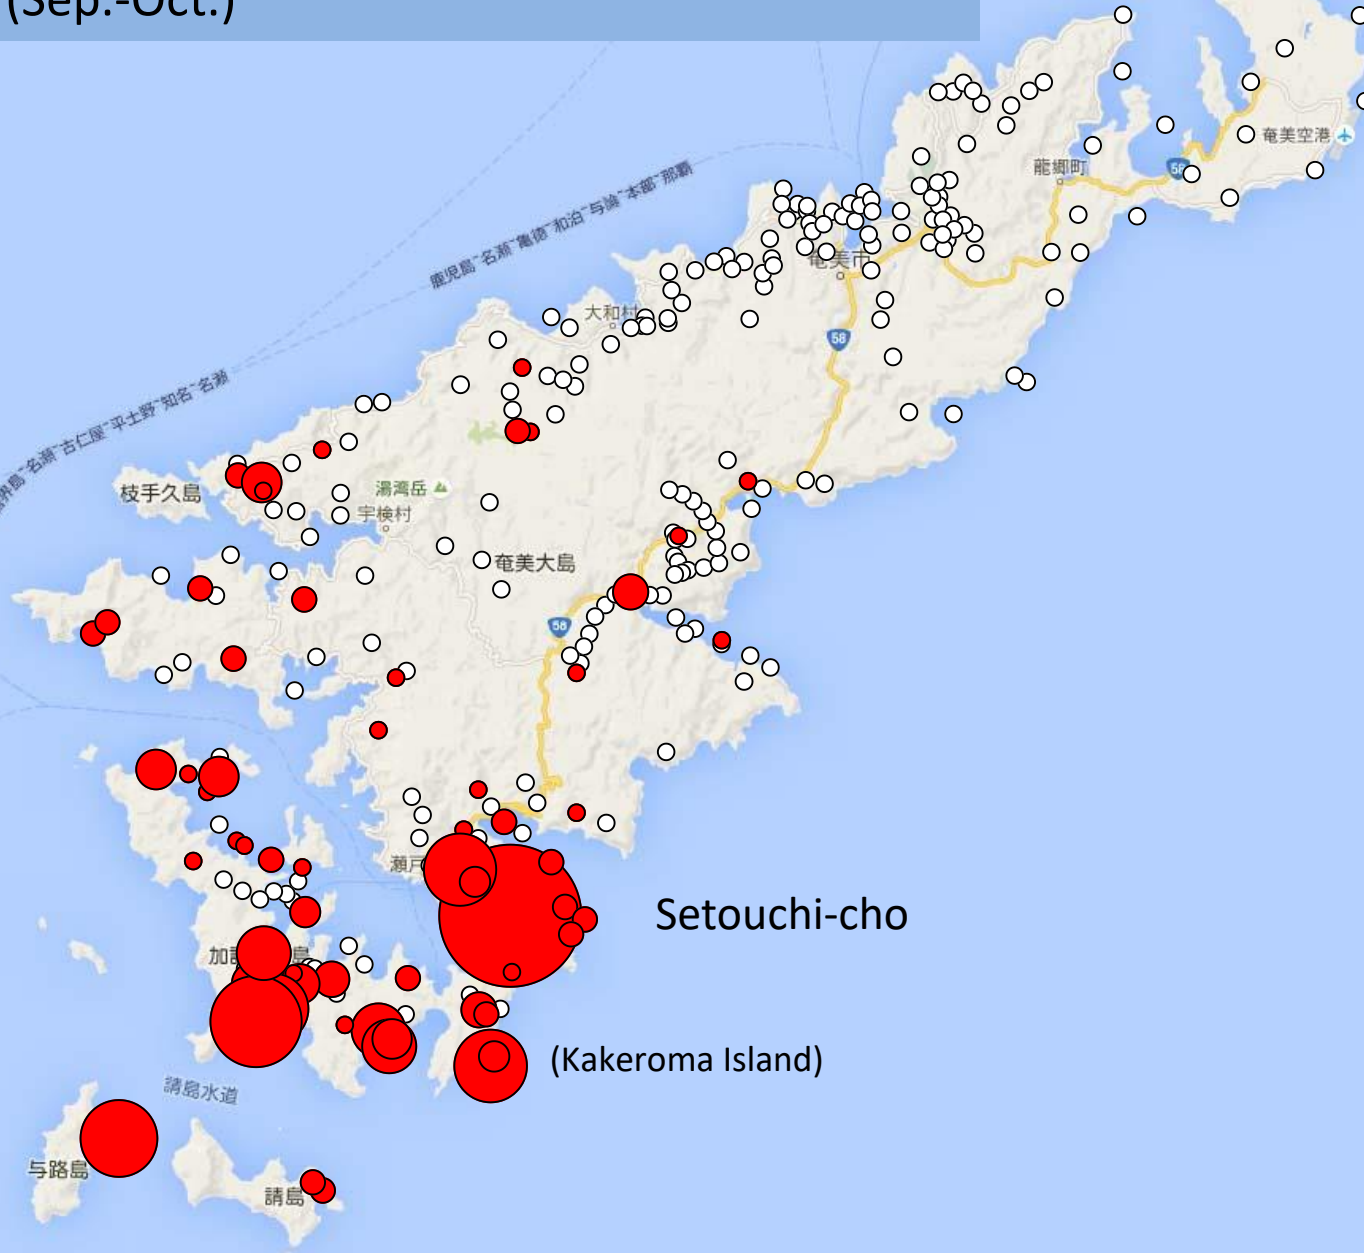 (Sep.-Oct.)
奄美空港
龍郷町
58
鹿児島-名瀬-亀徳-和泊-与論-本部-那覇
奄美市
大和村
58
名瀬-古仁屋-平土野-知名-名瀬
湯湾岳
枝手久島
宇検村
奄美大島
58
瀬戸
Setouchi-cho
加
島
(Kakeroma Island)
請島水道
与路島
請島